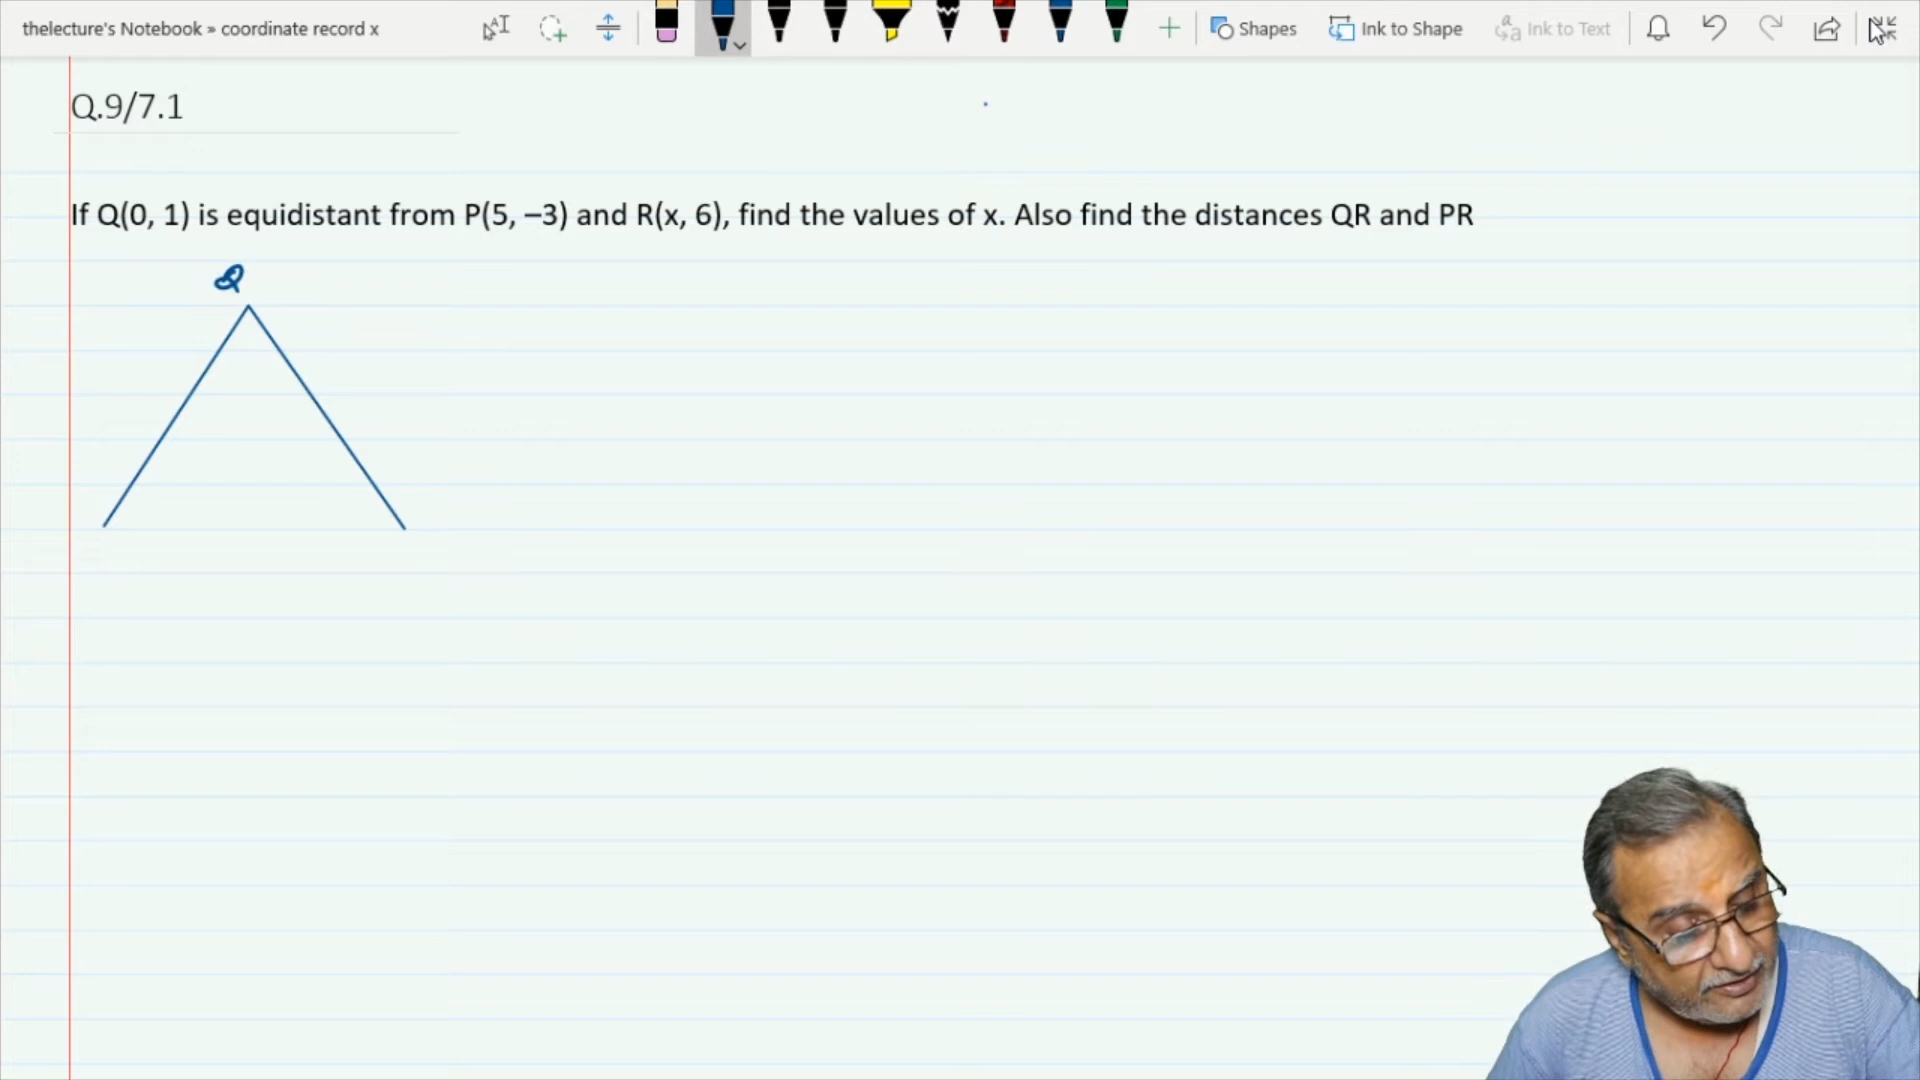 thelecture's Notebook » coordinate record x
Shapes
Ink to Shape
Ink to Text
Q.9/7.1
If Q(0, 1) is equidistant from P(5, –3) and R(x, 6), find the values of x. Also find the distances QR and PR
Q